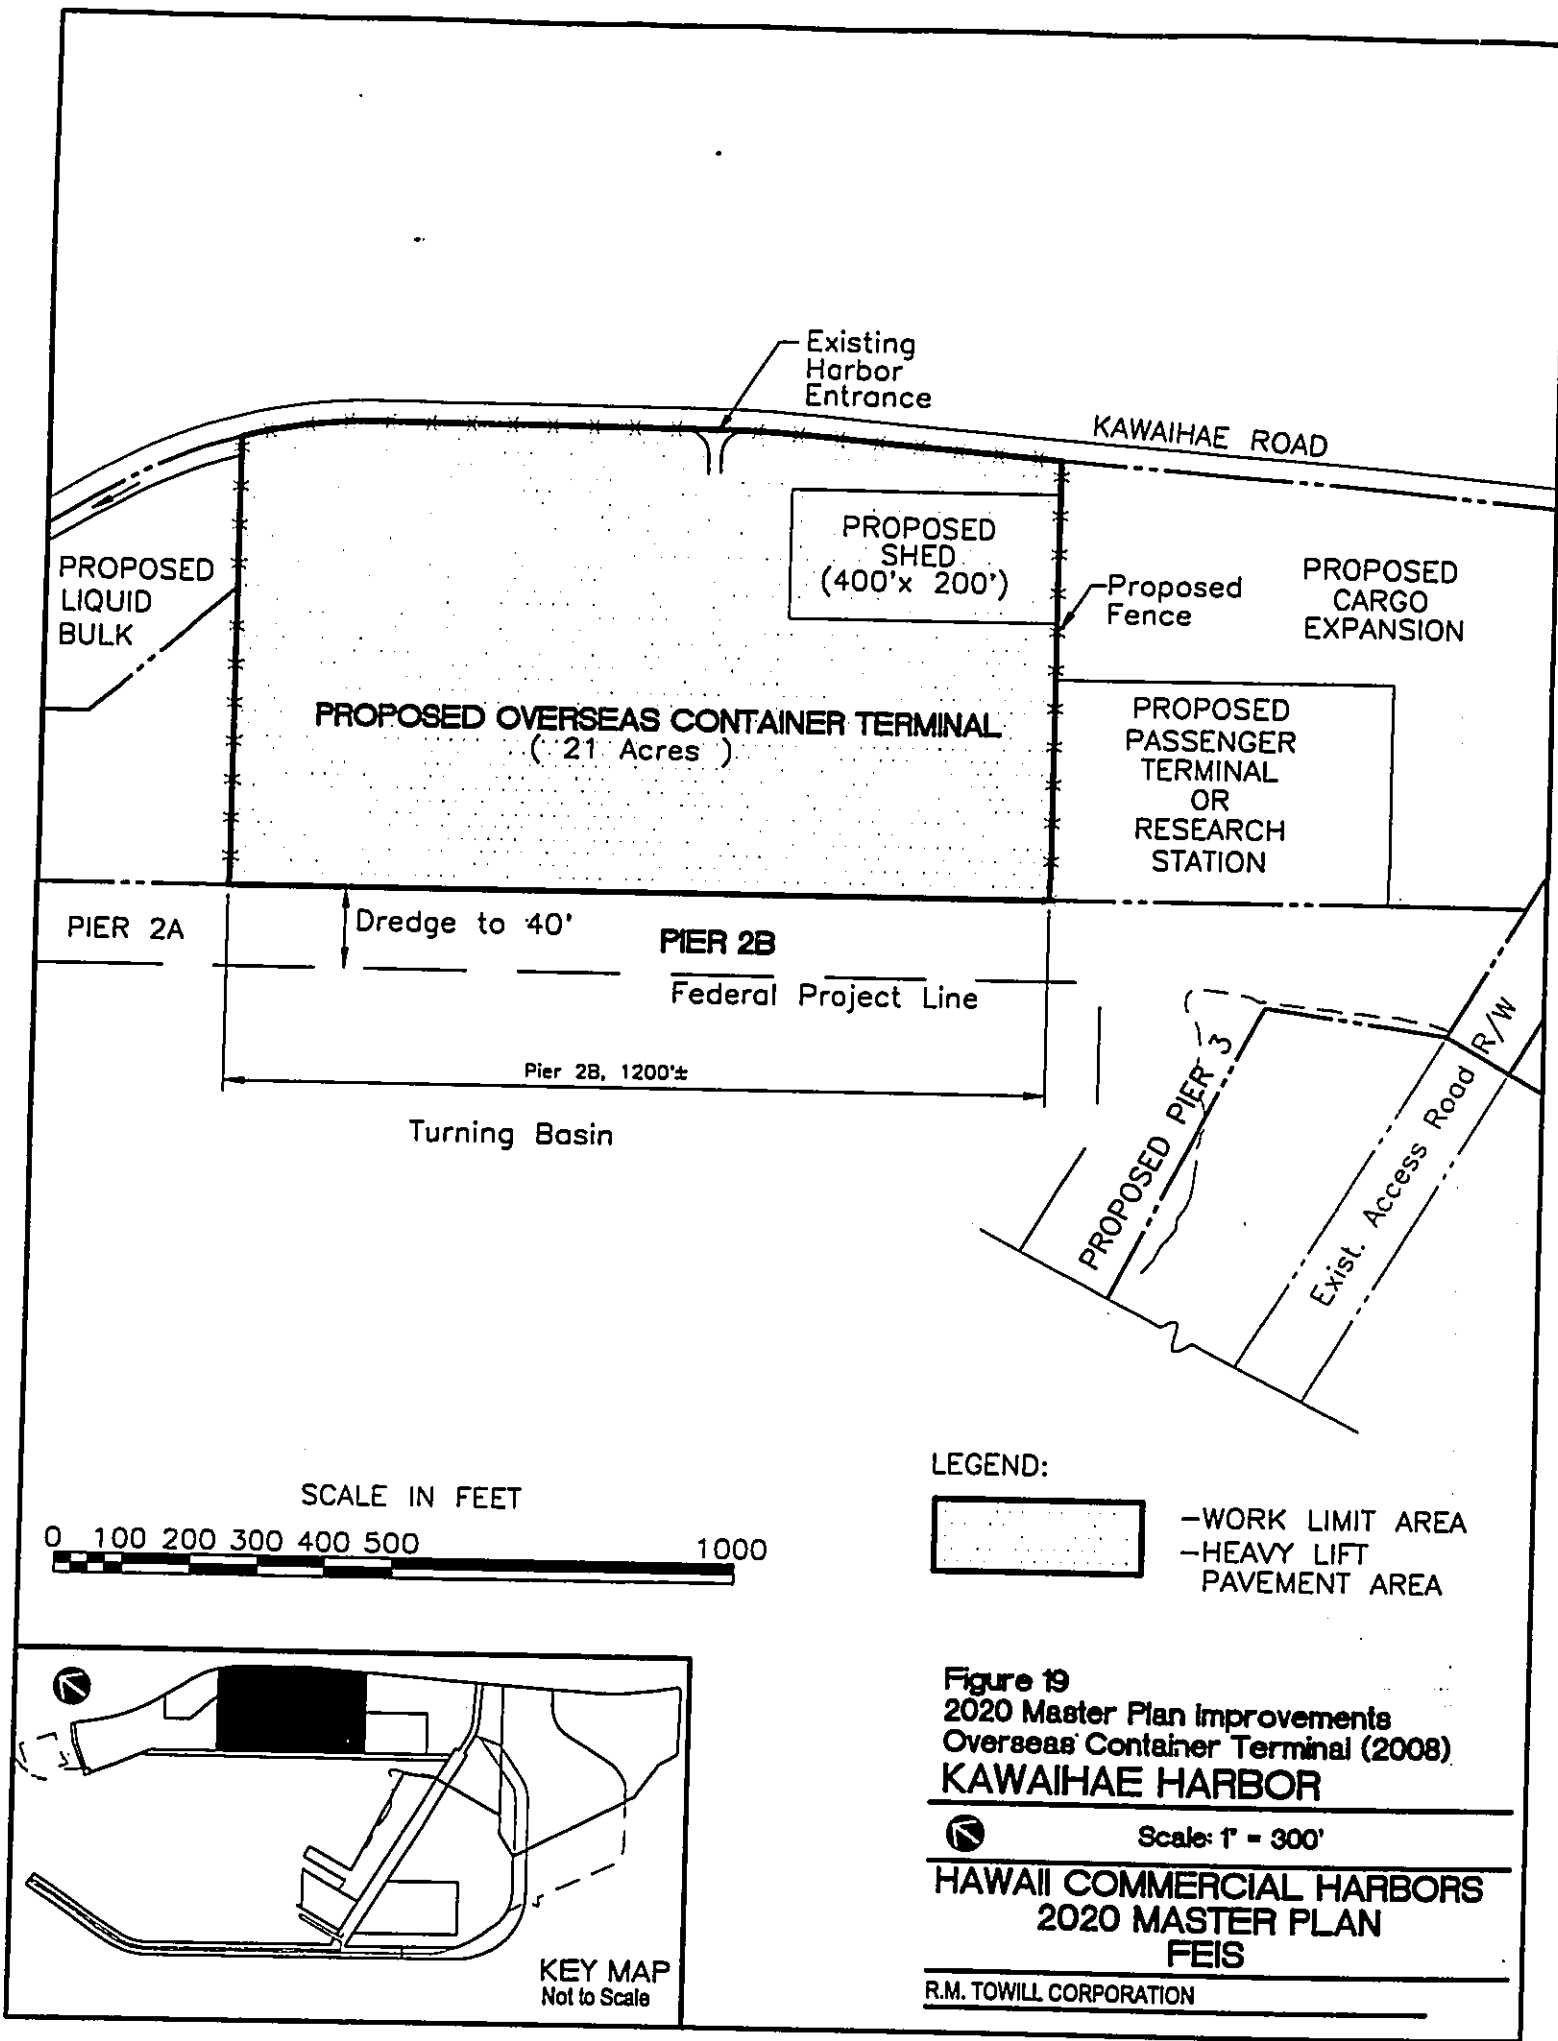 Existing
Harbor
Entrance
KAWAIHAE ROAD
PROPOSED
SHED
(400'x 200')
PROPOSED
LIQUID
BULK
Proposed
Fence
PROPOSED
CARGO
EXPANSION
PROPOSED OVERSEAS CONTAINER TERMINAL
( 21 Acres )
PROPOSED
PASSENGER
TERMINAL
OR
RESEARCH
STATION
PIER 2A
Dredge to 40'
PIER 2B
Federal Project Line
Pier 2B, 1200'±
Turning Basin
PROPOSED PIER 3
Exist. Access Road R/W
SCALE IN FEET
0 100 200 300 400 500 1000
LEGEND:
-WORK LIMIT AREA
-HEAVY LIFT
PAVEMENT AREA
KEY MAP
Not to Scale
Figure 19
2020 Master Plan Improvements
Overseas Container Terminal (2008)
KAWAIHAE HARBOR
Scale: 1" = 300'
HAWAII COMMERCIAL HARBORS
2020 MASTER PLAN
FEIS
R.M. TOWILL CORPORATION